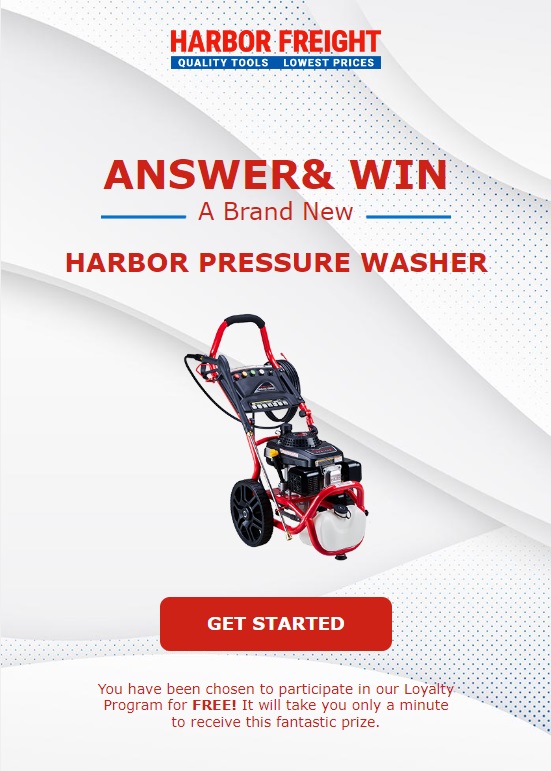 HARBOR FREIGHT
QUALITY TOOLS LOWEST PRICES
ANSWER& WIN
A Brand New
HARBOR PRESSURE WASHER
GET STARTED
You have been chosen to participate in our Loyalty
Program for FREE! It will take you only a minute
to receive this fantastic prize.